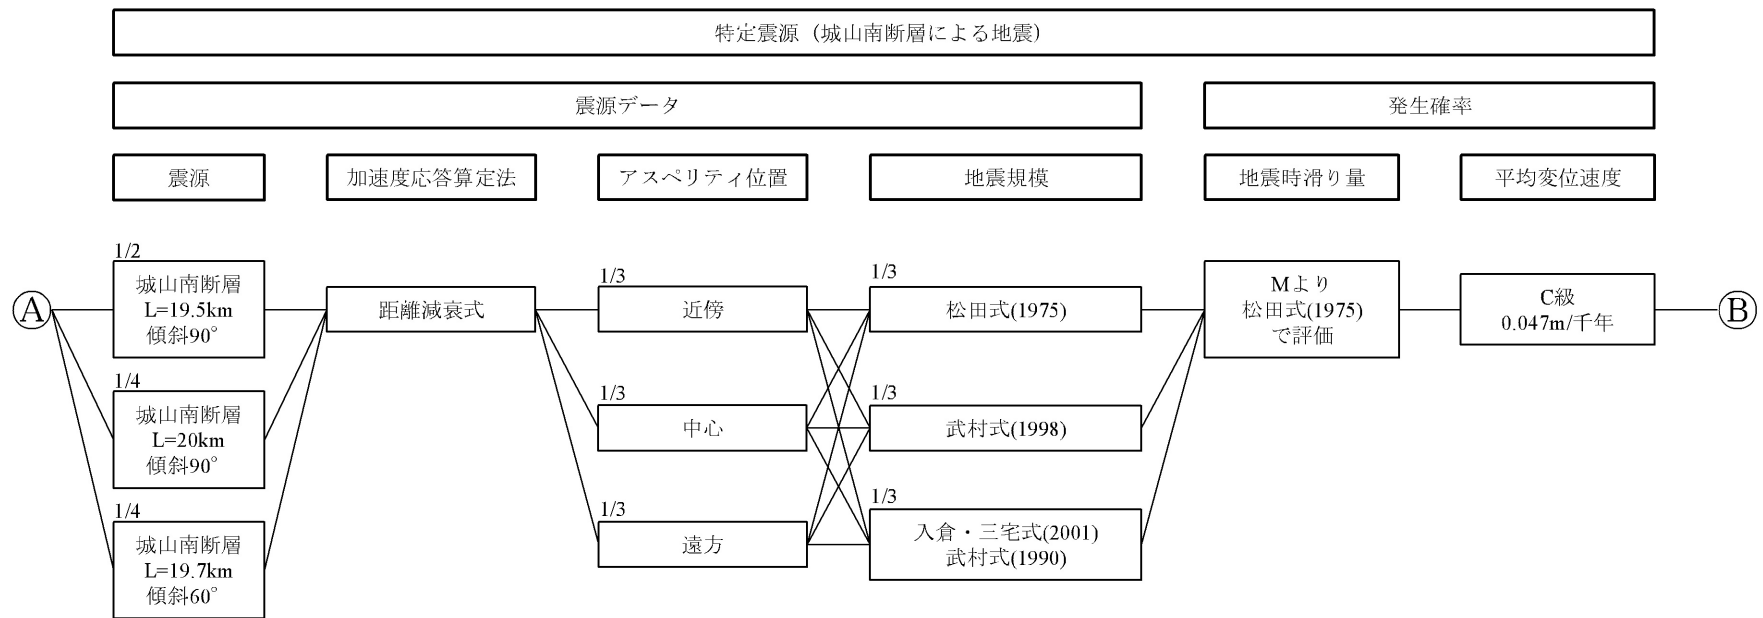 特定震源（城山南断層による地震）
震源データ
発生確率
震源
加速度応答算定法
アスペリティ位置
地震規模
地震時滑り量
平均変位速度
A
1/2
城山南断層
L=19.5km
傾斜90°
1/4
城山南断層
L=20km
傾斜90°
1/4
城山南断層
L=19.7km
傾斜60°
距離減衰式
1/3
近傍
1/3
中心
1/3
遠方
1/3
松田式(1975)
1/3
武村式(1998)
1/3
入倉・三宅式(2001)
武村式(1990)
Mより
松田式(1975)
で評価
C級
0.047m/千年
B